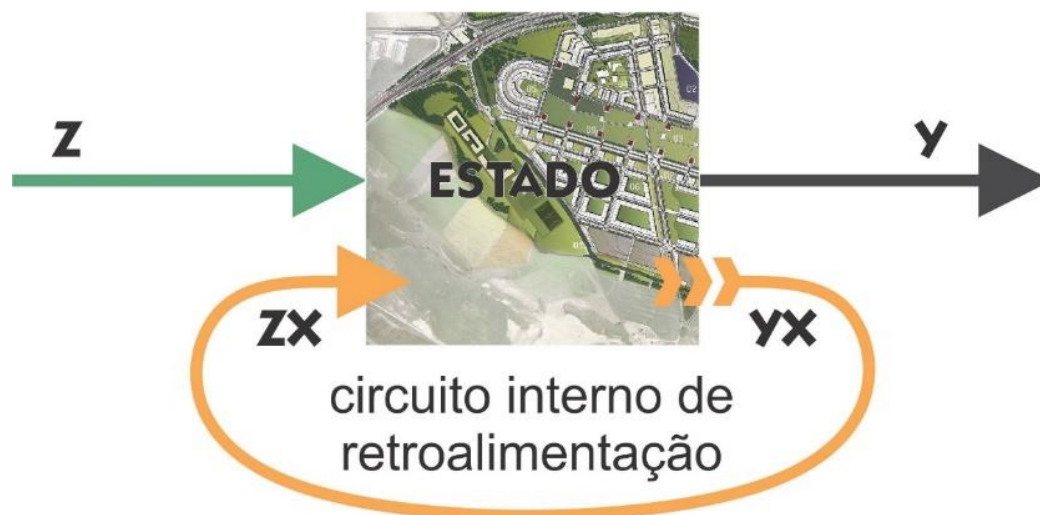 Z
Y
ESTADO
ZX
YX
circuito interno de
retroalimentação